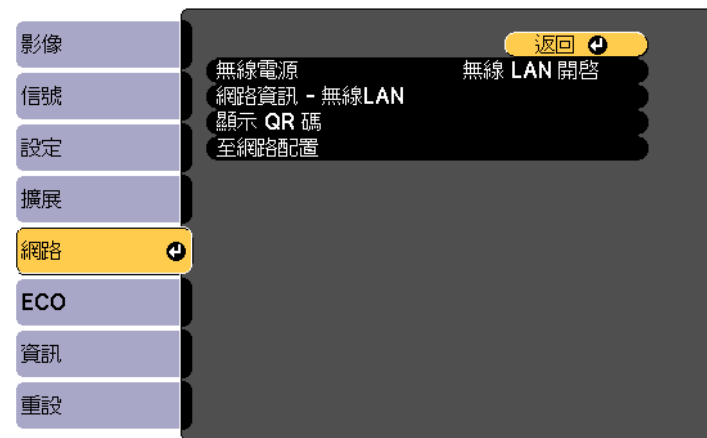 影像
信號
設定
擴展
網路
ECO
資訊
重設
返回
無線電源 無線 LAN 開啓
網路資訊 - 無線LAN
顯示 QR 碼
至網路配置